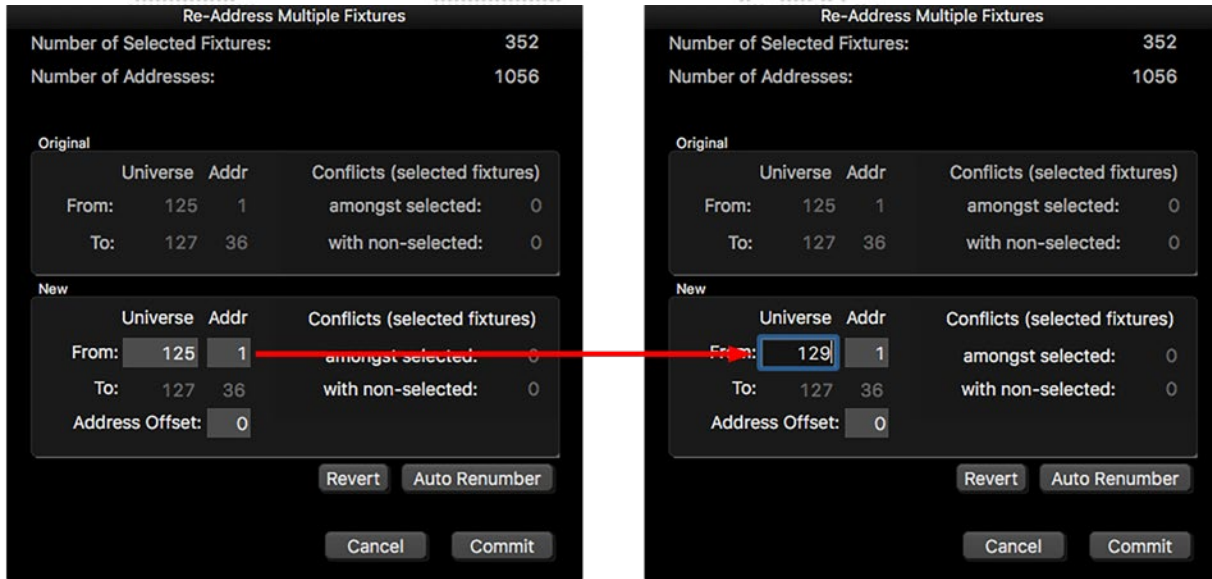 Re-Address Multiple Fixtures
Number of Selected Fixtures: 352
Number of Addresses: 1056
Original
Universe Addr Conflicts (selected fixtures)
From: 125 1 amongst selected: 0
To: 127 36 with non-selected: 0
New
Universe Addr Conflicts (selected fixtures)
From: 125 1 amongst selected: 0
To: 127 36 with non-selected: 0
Address Offset: 0
Revert Auto Renumber
Cancel Commit
Re-Address Multiple Fixtures
Number of Selected Fixtures: 352
Number of Addresses: 1056
Original
Universe Addr Conflicts (selected fixtures)
From: 125 1 amongst selected: 0
To: 127 36 with non-selected: 0
New
Universe Addr Conflicts (selected fixtures)
From: 129 1 amongst selected: 0
To: 127 36 with non-selected: 0
Address Offset: 0
Revert Auto Renumber
Cancel Commit